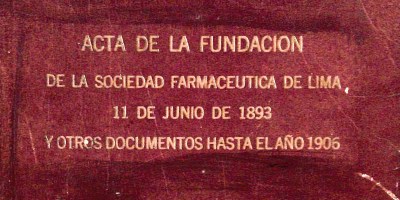 ACTA DE LA FUNDACION
DE LA SOCIEDAD FARMACEUTICA DE LIMA
11 DE JUNIO DE 1893
Y OTROS DOCUMENTOS HASTA EL AÑO 1906